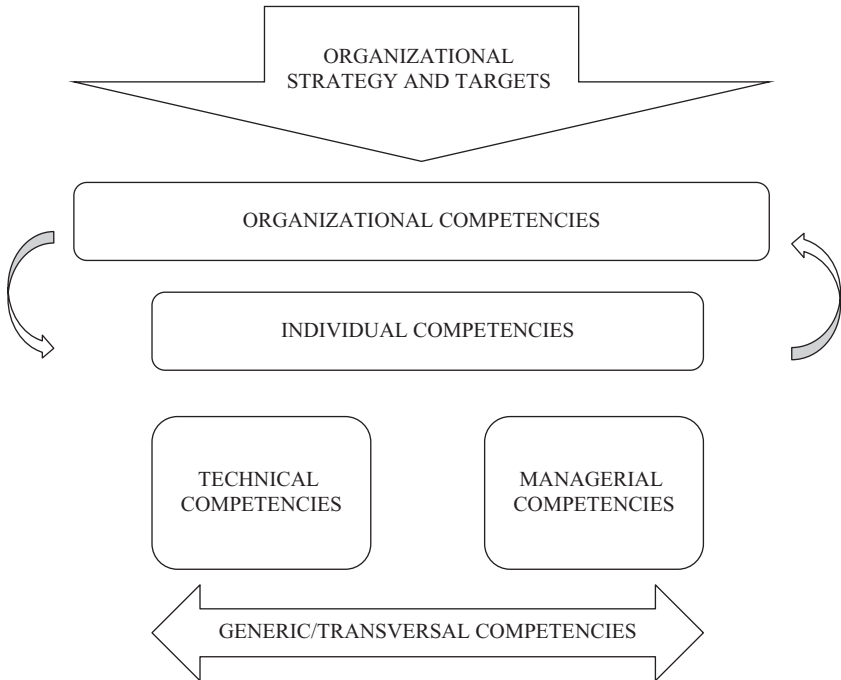 ORGANIZATIONAL
STRATEGY AND TARGETS
ORGANIZATIONAL COMPETENCIES
INDIVIDUAL COMPETENCIES
TECHNICAL
COMPETENCIES
MANAGERIAL
COMPETENCIES
GENERIC/TRANSVERSAL COMPETENCIES